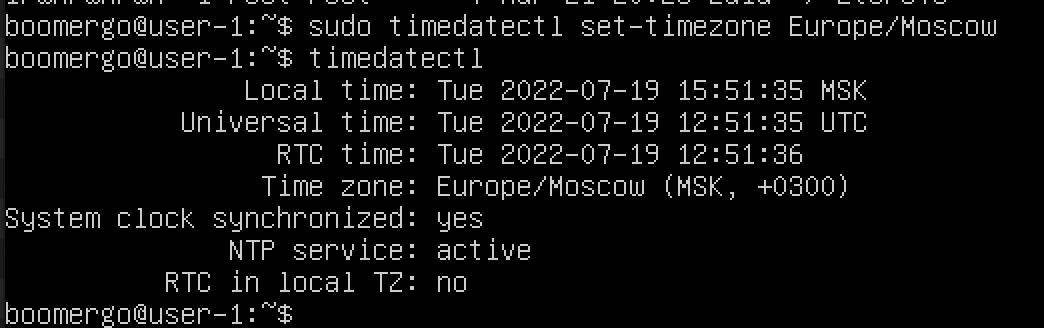 boomergo@user-1:~$ sudo timedatectl set-timezone Europe/Moscow
boomergo@user-1:~$ timedatectl
Local time: Tue 2022-07-19 15:51:35 MSK
Universal time: Tue 2022-07-19 12:51:35 UTC
RTC time: Tue 2022-07-19 12:51:36
Time zone: Europe/Moscow (MSK, +0300)
System clock synchronized: yes
NTP service: active
RTC in local TZ: no
boomergo@user-1:~$